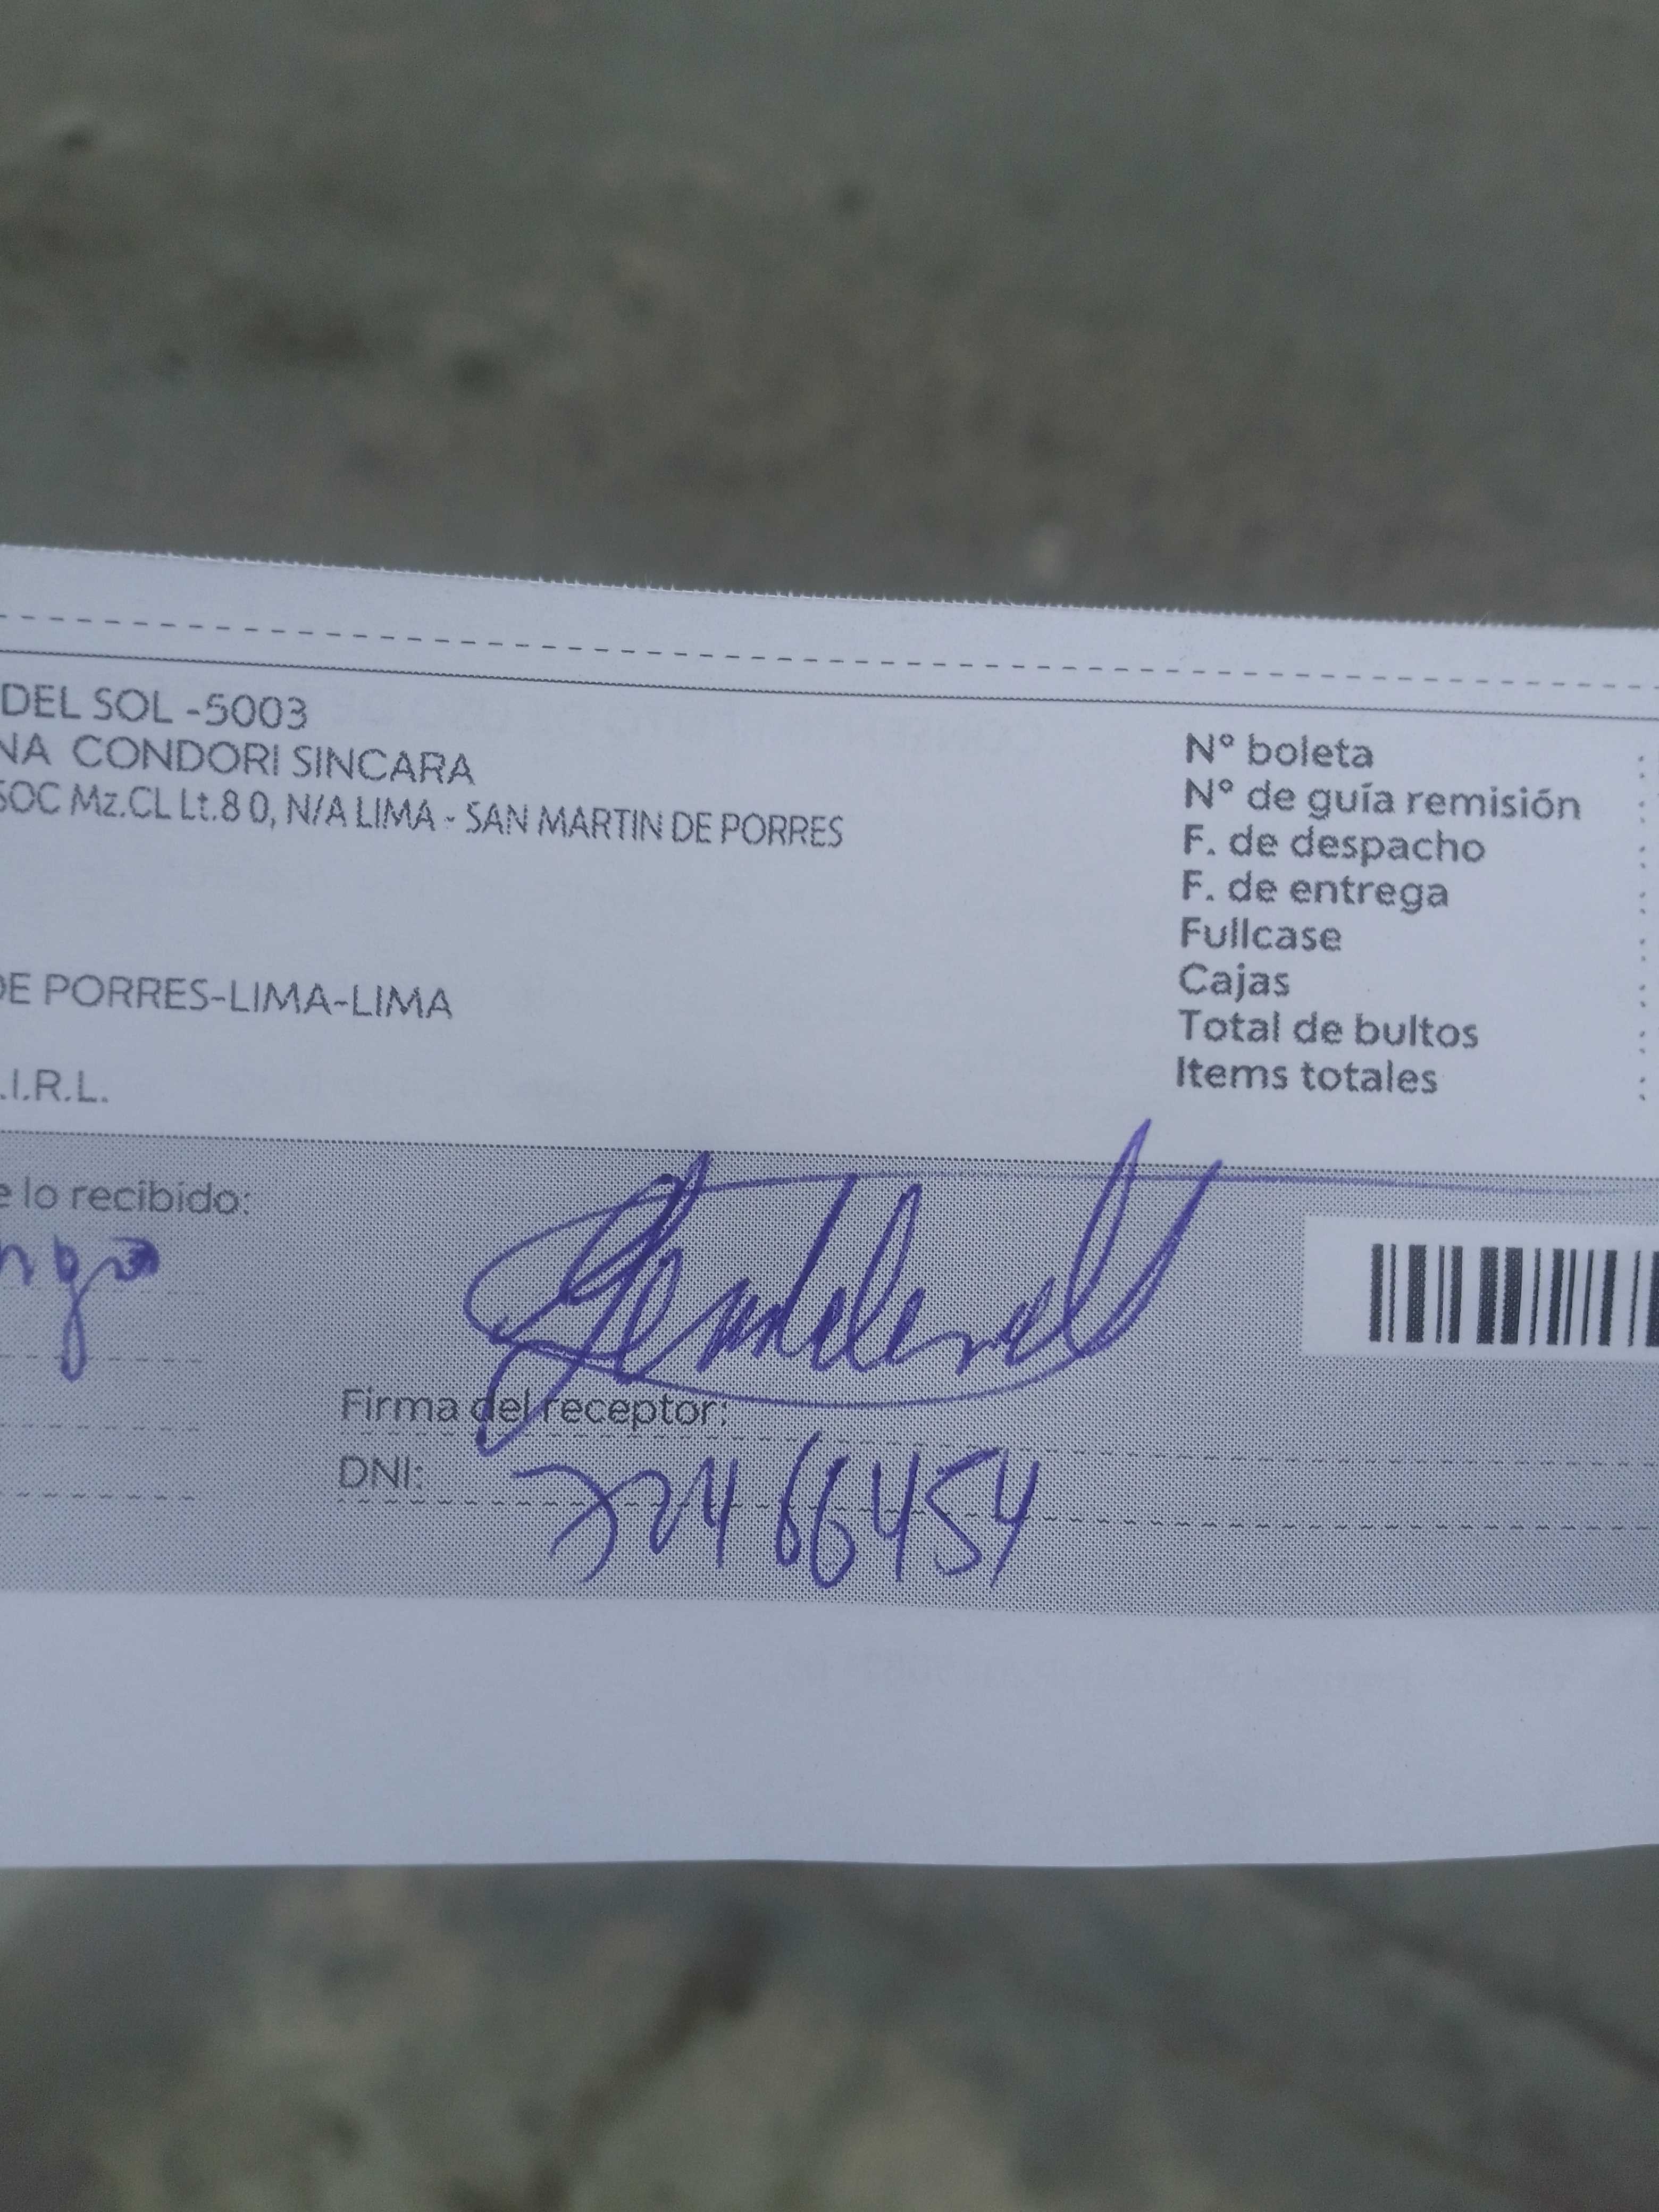 DEL SOL -5003
NA CONDORI SINCARA
SOC Mz.CL Lt.8 0, N/A LIMA - SAN MARTIN DE PORRES
DE PORRES-LIMA-LIMA
.I.R.L.
N° boleta :
N° de guía remisión :
F. de despacho :
F. de entrega :
Fullcase :
Cajas :
Total de bultos :
Items totales :
e lo recibido:
Firma del receptor:
DNI: 72466454